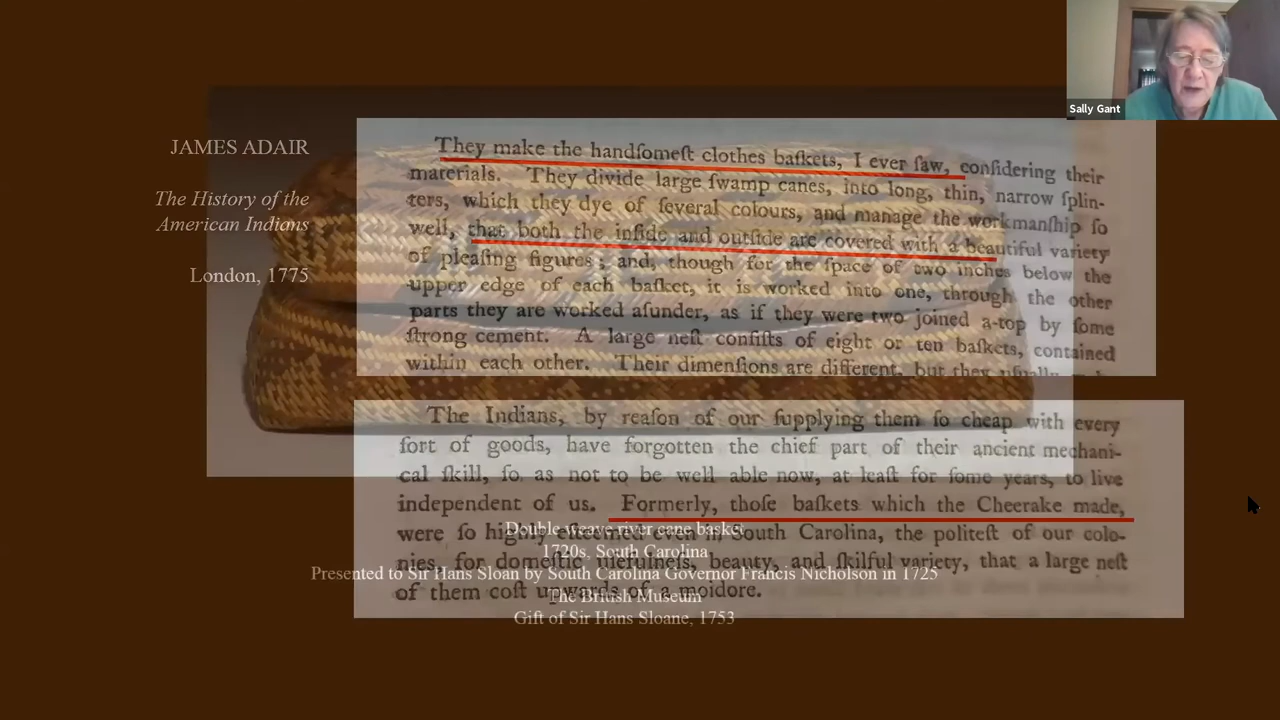 Sally Gant
JAMES ADAIR
The History of the
American Indians
London, 1775
They make the handſomeſt clothes baſkets, I ever ſaw, conſidering their
materials. They divide large ſwamp canes, into long, thin, narrow ſplin-
ters, which they dye of ſeveral colours, and manage the workmanſhip ſo
well, that both the inſide and outſide are covered with a beautiful variety
of pleaſing figures; and, though for the ſpace of two inches below the
upper edge of each baſket, it is worked into one, through the other
parts they are worked aſunder, as if they were two joined a-top by ſome
ſtrong cement. A large neſt conſiſts of eight or ten baſkets, contained
within each other. Their dimenſions are different, but they uſually
The Indians, by reaſon of our ſupplying them ſo cheap with every
ſort of goods, have forgotten the chief part of their ancient mechani-
cal ſkill, ſo as not to be well able now, at leaſt for ſome years, to live
independent of us. Formerly, thoſe baſkets which the Cheerake made,
were ſo highly eſteemed even in South Carolina, the politeſt of our colo-
nies, for domeſtic uſefulneſs, beauty, and ſkilful variety, that a large neſt
of them coſt upwards of a moidore.
Double weave river cane basket
1720s, South Carolina
Presented to Sir Hans Sloan by South Carolina Governor Francis Nicholson in 1725
The British Museum
Gift of Sir Hans Sloane, 1753